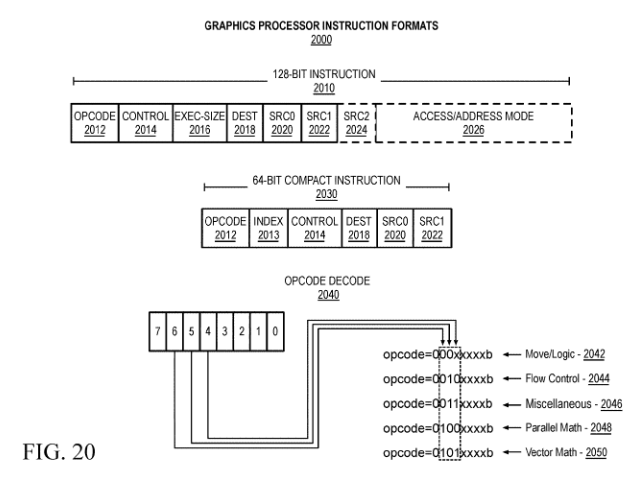 GRAPHICS PROCESSOR INSTRUCTION FORMATS
2000
128-BIT INSTRUCTION
2010
OPCODE CONTROL EXEC-SIZE DEST SRC0 SRC1 SRC2 ACCESS/ADDRESS MODE
2012 2014 2016 2018 2020 2022 2024 2026
64-BIT COMPACT INSTRUCTION
2030
OPCODE INDEX CONTROL DEST SRC0 SRC1
2012 2013 2014 2018 2020 2022
OPCODE DECODE
2040
7 6 5 4 3 2 1 0
opcode=000xxxxxb Move/Logic - 2042
opcode=0010xxxxb Flow Control - 2044
opcode=0011xxxxb Miscellaneous - 2046
opcode=0100xxxxb Parallel Math - 2048
opcode=0101xxxxb Vector Math - 2050
FIG. 20